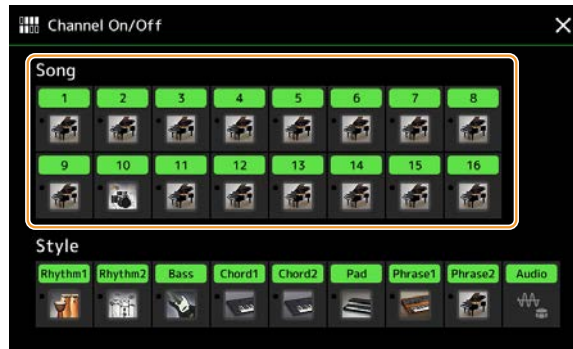 Channel On/Off
Song
1 2 3 4 5 6 7 8
9 10 11 12 13 14 15 16
Style
Rhythm1 Rhythm2 Bass Chord1 Chord2 Pad Phrase1 Phrase2 Audio